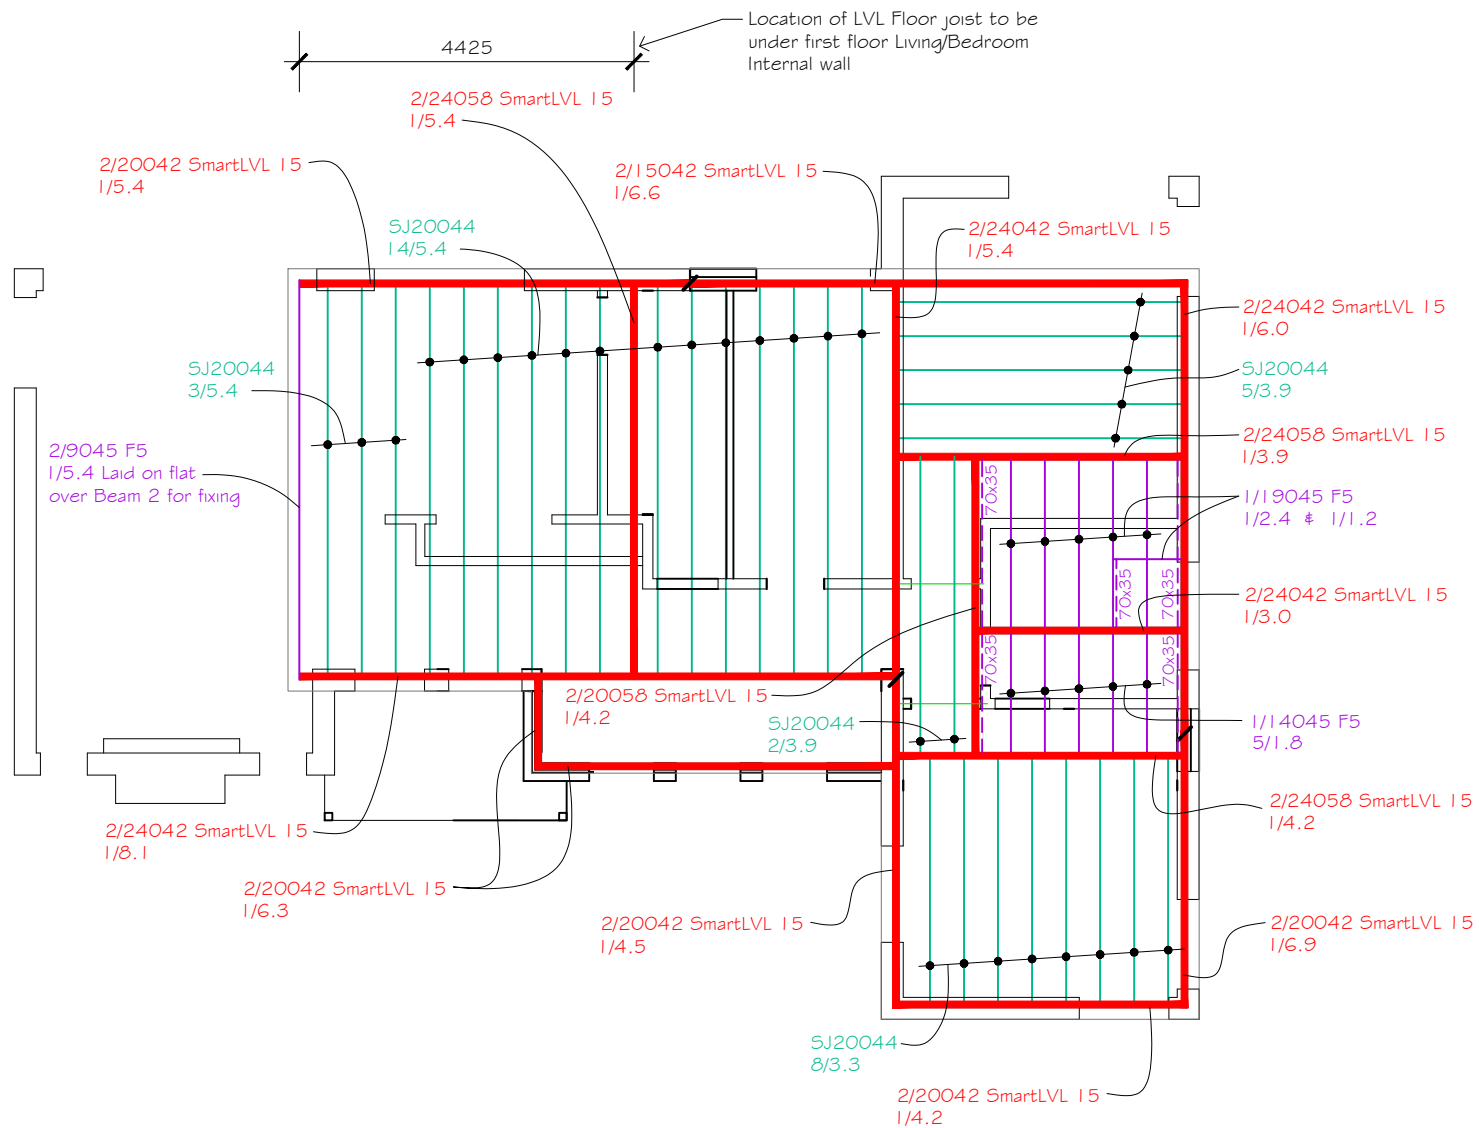 Location of LVL Floor joist to be
under first floor Living/Bedroom
Internal wall
4425
2/24058 SmartLVL 15
1/5.4
2/20042 SmartLVL 15
1/5.4
2/15042 SmartLVL 15
1/6.6
SJ20044
14/5.4
2/24042 SmartLVL 15
1/5.4
2/24042 SmartLVL 15
1/6.0
SJ20044
3/5.4
SJ20044
5/3.9
2/9045 F5
1/5.4 Laid on flat
over Beam 2 for fixing
2/24058 SmartLVL 15
1/3.9
70x35
1/19045 F5
1/2.4 & 1/1.2
70x35
70x35
2/24042 SmartLVL 15
1/3.0
70x35
70x35
2/20058 SmartLVL 15
1/4.2
SJ20044
2/3.9
1/14045 F5
5/1.8
2/24058 SmartLVL 15
1/4.2
2/24042 SmartLVL 15
1/8.1
2/20042 SmartLVL 15
1/6.3
2/20042 SmartLVL 15
1/4.5
2/20042 SmartLVL 15
1/6.9
SJ20044
8/3.3
2/20042 SmartLVL 15
1/4.2